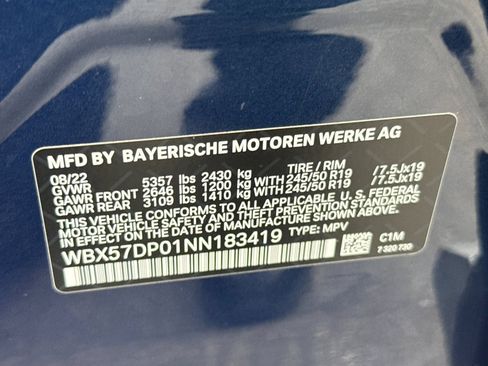 MFD BY BAYERISCHE MOTOREN WERKE AG
08/22 TIRE / RIM
GVWR 5357 lbs 2430 kg
GAWR FRONT 2646 lbs 1200 kg WITH 245/50 R19 /7.5Jx19
GAWR REAR 3109 lbs 1410 kg WITH 245/50 R19 /7.5Jx19
THIS VEHICLE CONFORMS TO ALL APPLICABLE U.S. FEDERAL
MOTOR VEHICLE SAFETY, BUMPER AND THEFT PREVENTION
STANDARDS IN EFFECT ON THE DATE OF MANUFACTURE SHOWN ABOVE.
WBX57DP01NN183419 TYPE: MPV
C1M
7 320 730